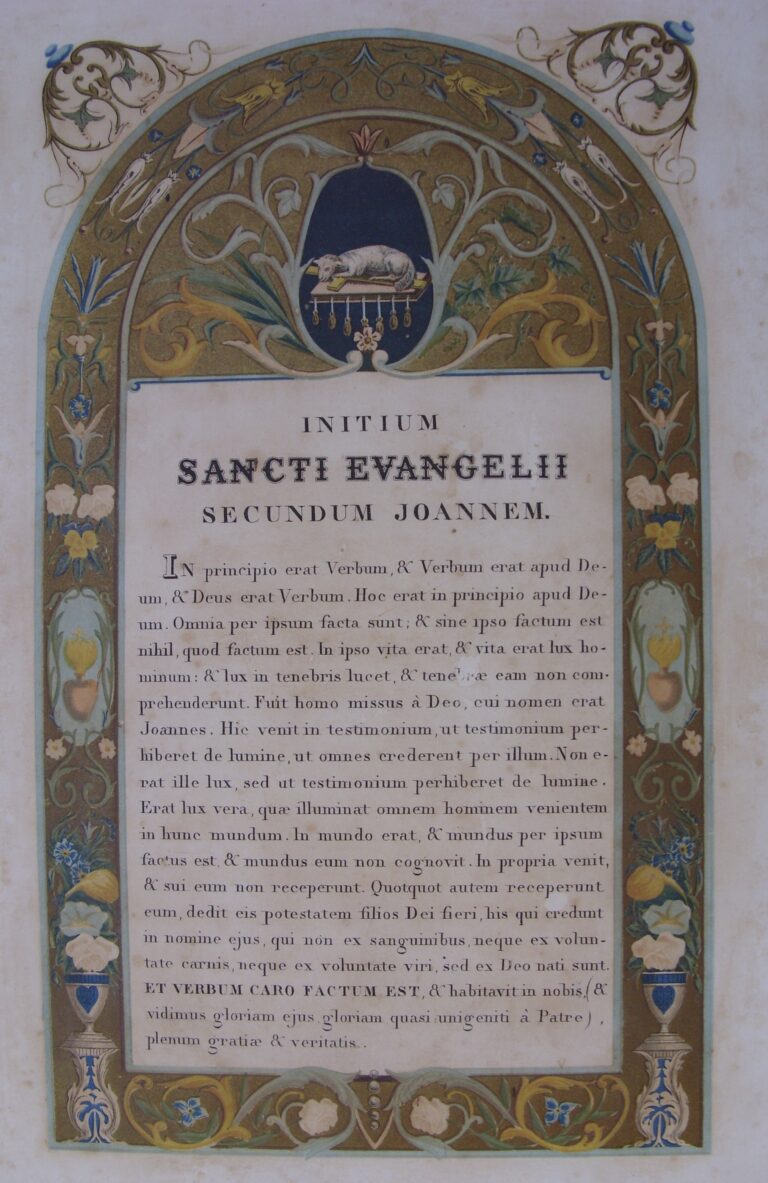 INITIUM
SANCTI EVANGELII
SECUNDUM JOANNEM.
IN principio erat Verbum, & Verbum erat apud De-
um, & Deus erat Verbum. Hoc erat in principio apud De-
um. Omnia per ipsum facta sunt; & sine ipso factum est
nihil, quod factum est. In ipso vita erat, & vita erat lux ho-
minum: & lux in tenebris lucet, & tenebræ eam non com-
prehenderunt. Fuit homo missus à Deo, cui nomen erat
Joannes. Hic venit in testimonium, ut testimonium per-
hiberet de lumine, ut omnes crederent per illum. Non e-
rat ille lux, sed ut testimonium perhiberet de lumine.
Erat lux vera, quæ illuminat omnem hominem venientem
in hunc mundum. In mundo erat, & mundus per ipsum
factus est, & mundus eum non cognovit. In propria venit,
& sui eum non receperunt. Quotquot autem receperunt
eum, dedit eis potestatem filios Dei fieri, his qui credunt
in nomine ejus, qui non ex sanguinibus, neque ex volun-
tate carnis, neque ex voluntate viri, sed ex Deo nati sunt.
ET VERBUM CARO FACTUM EST, & habitavit in nobis, (&
vidimus gloriam ejus, gloriam quasi unigeniti à Patre),
plenum gratiæ & veritatis.